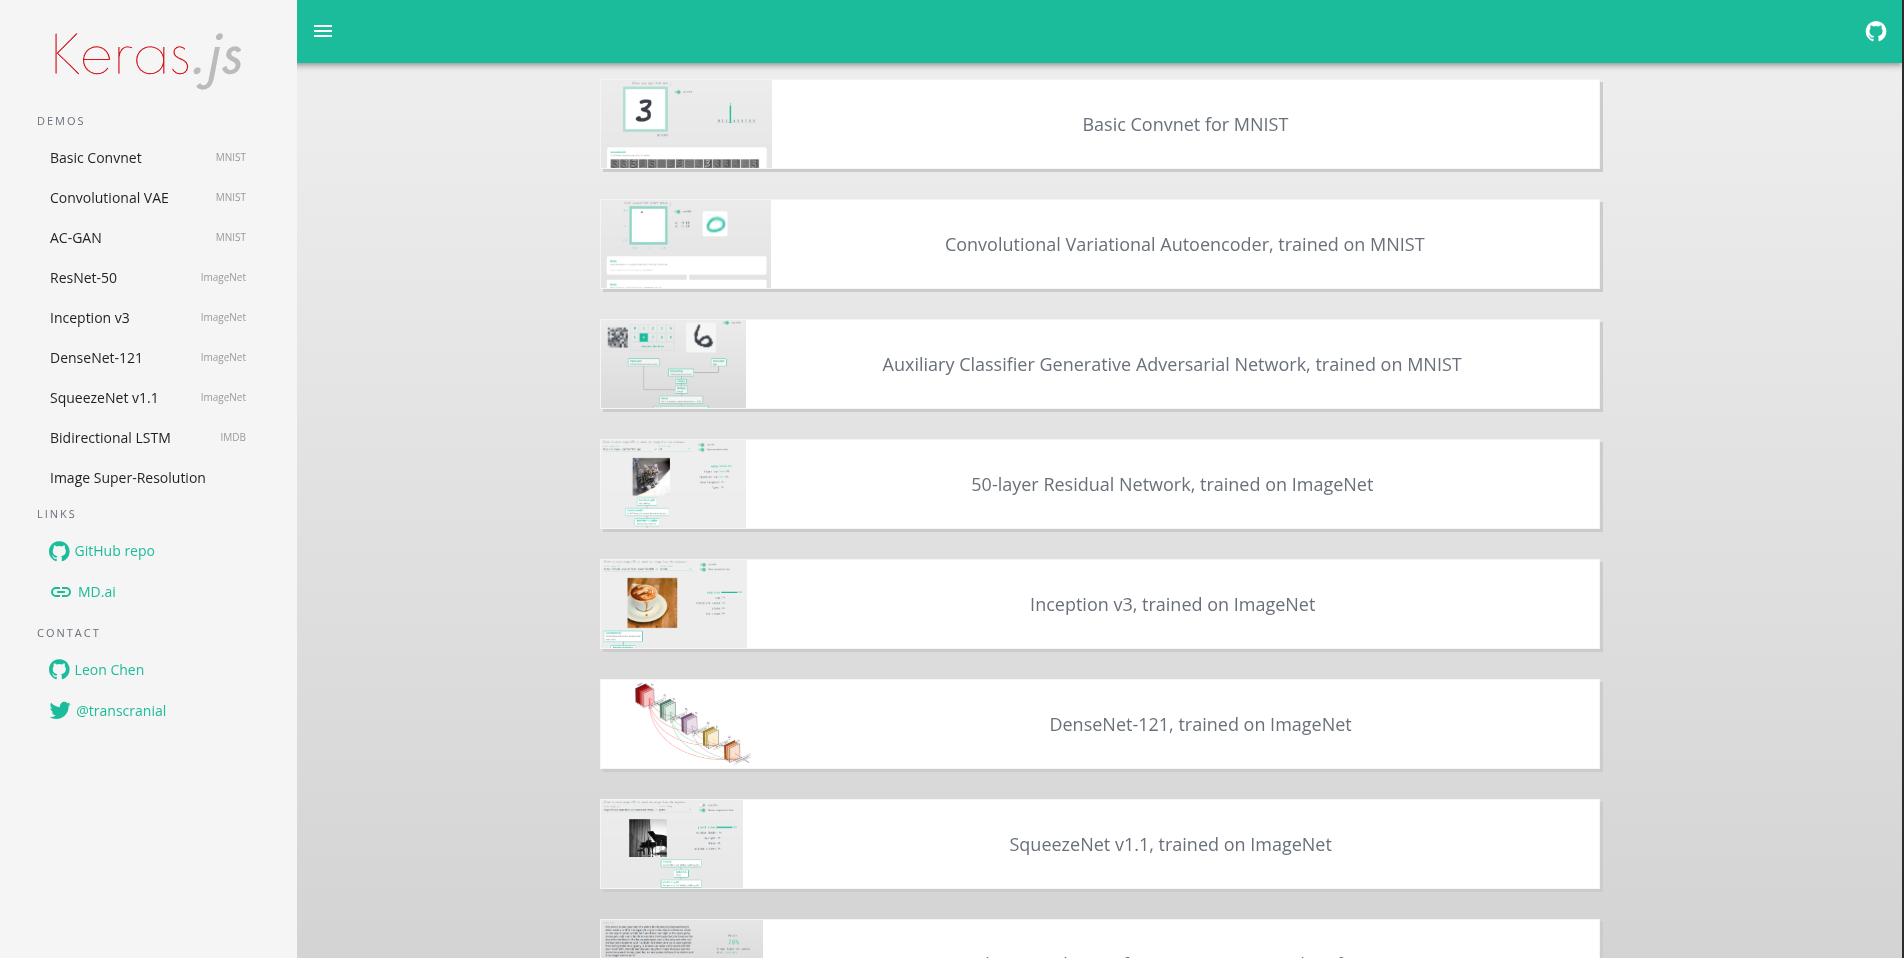 Keras.js
DEMOS
Basic Convnet MNIST
Convolutional VAE MNIST
AC-GAN MNIST
ResNet-50 ImageNet
Inception v3 ImageNet
DenseNet-121 ImageNet
SqueezeNet v1.1 ImageNet
Bidirectional LSTM IMDB
Image Super-Resolution
LINKS
GitHub repo
MD.ai
CONTACT
Leon Chen
@transcranial
3
Basic Convnet for MNIST
Convolutional Variational Autoencoder, trained on MNIST
6
Auxiliary Classifier Generative Adversarial Network, trained on MNIST
50-layer Residual Network, trained on ImageNet
Inception v3, trained on ImageNet
DenseNet-121, trained on ImageNet
SqueezeNet v1.1, trained on ImageNet